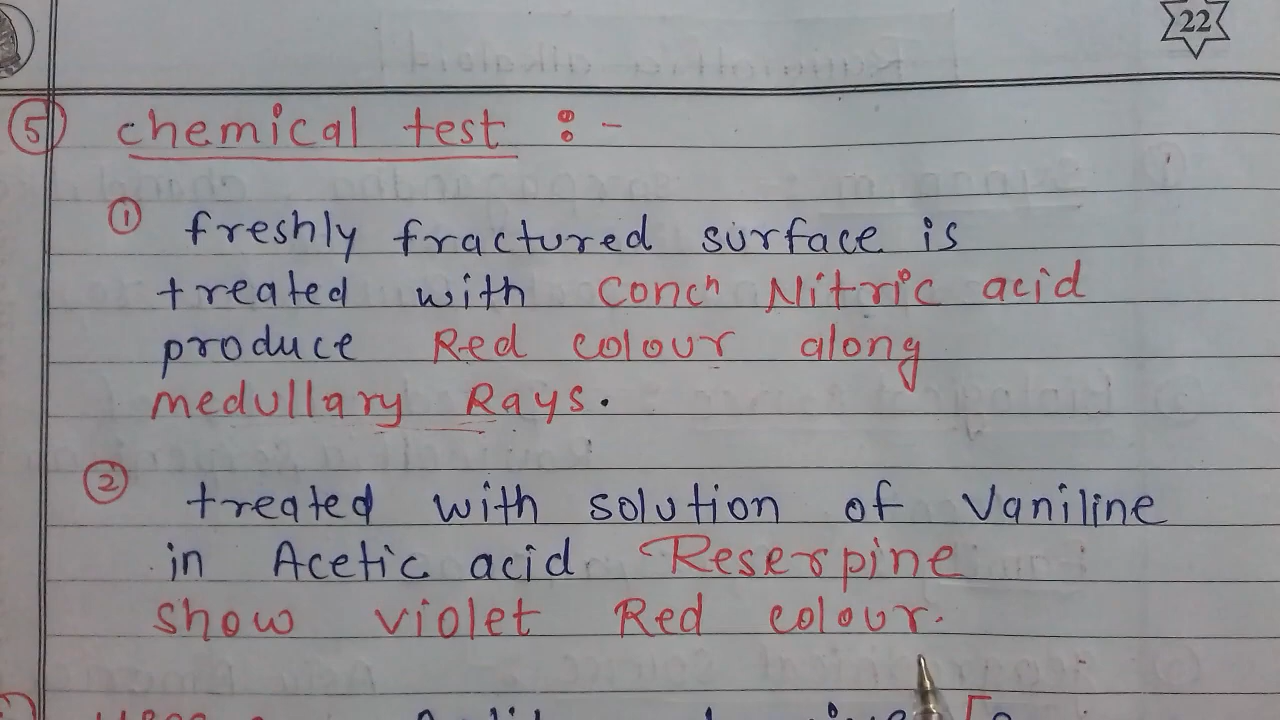 22
5 chemical test :-
1 freshly fractured surface is
treated with Concn Nitric acid
produce Red colour along
medullary Rays.
2 treated with solution of Vaniline
in Acetic acid Reserpine
show violet Red colour.